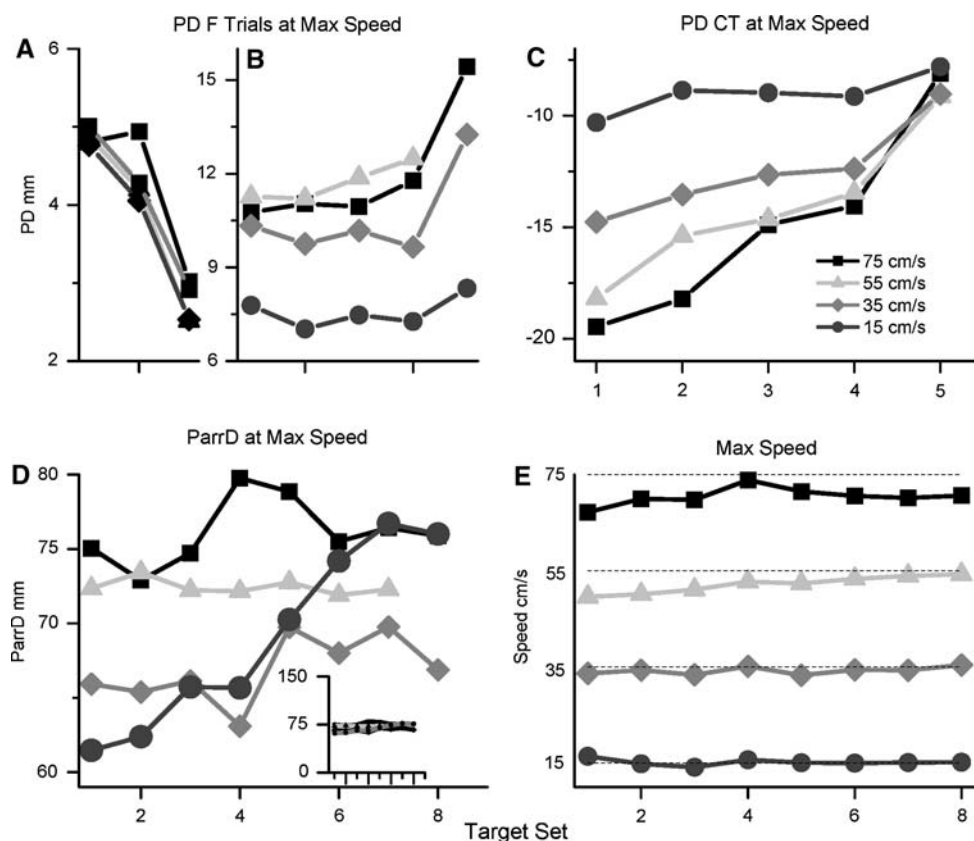 PD F Trials at Max Speed
PD CT at Max Speed
A
B
C
6
4
2
PD mm
15
12
9
6
-10
-15
-20
1 2 3 4 5
75 cm/s
55 cm/s
35 cm/s
15 cm/s
ParrD at Max Speed
Max Speed
D
E
80
75
70
60
ParrD mm
150
75
0
2 4 6 8
75
55
35
15
Speed cm/s
2 4 6 8
Target Set